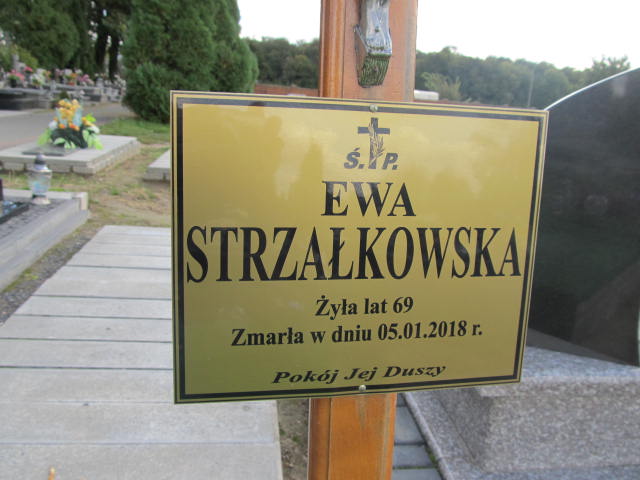 Ś. P.
EWA
STRZAŁKOWSKA
Żyła lat 69
Zmarła w dniu 05.01.2018 r.
Pokój Jej Duszy